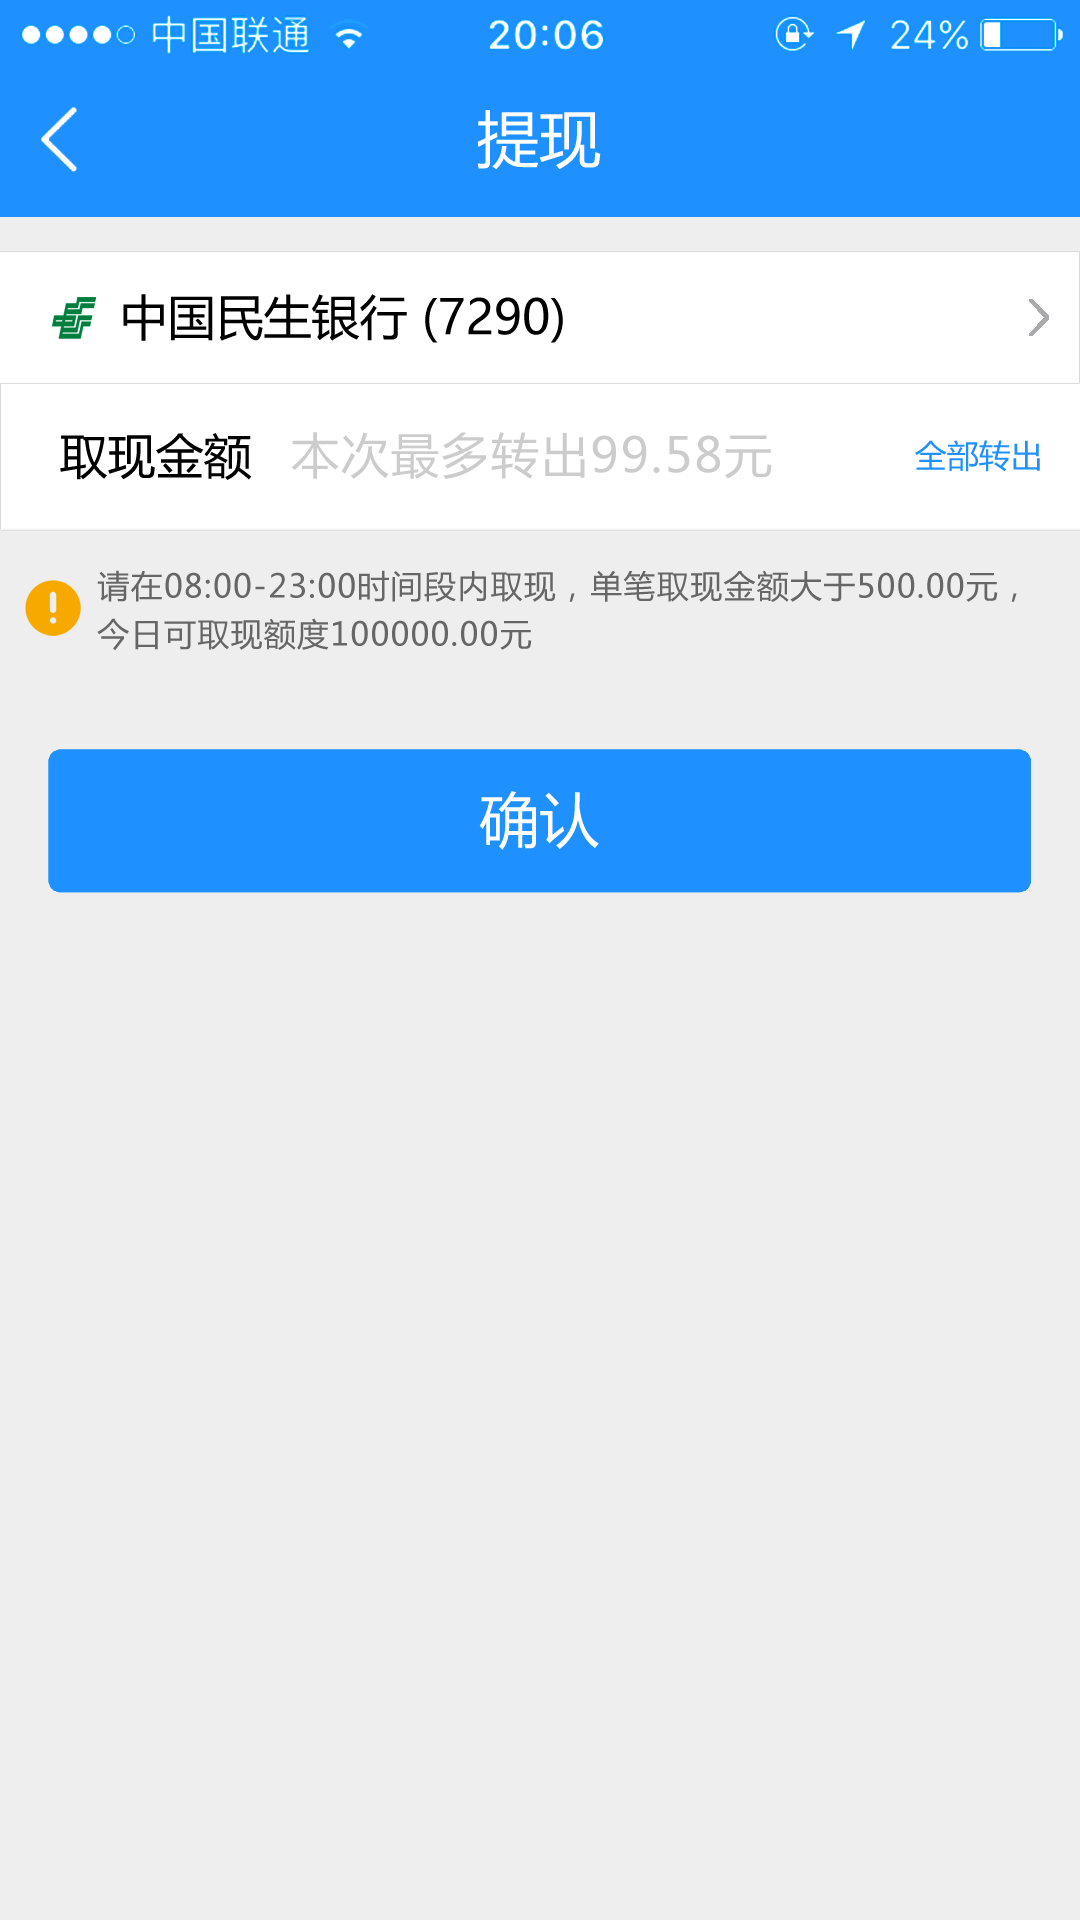 中国联通 20:06 24%
提现
中国民生银行 (7290)
取现金额 本次最多转出99.58元 全部转出
请在08:00-23:00时间段内取现，单笔取现金额大于500.00元，
今日可取现额度100000.00元
确认